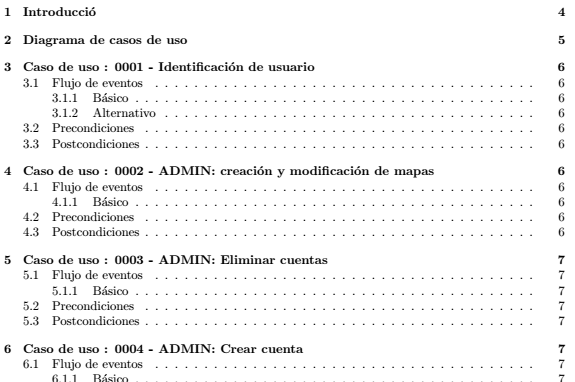 1 Introducció 4
2 Diagrama de casos de uso 5
3 Caso de uso : 0001 - Identificación de usuario 6
3.1 Flujo de eventos . . . . . . . . . . . . . . . . . . . . . . . . . . . . . . . . . . . . . . . . 6
3.1.1 Básico . . . . . . . . . . . . . . . . . . . . . . . . . . . . . . . . . . . . . . . . . . 6
3.1.2 Alternativo . . . . . . . . . . . . . . . . . . . . . . . . . . . . . . . . . . . . . . . 6
3.2 Precondiciones . . . . . . . . . . . . . . . . . . . . . . . . . . . . . . . . . . . . . . . . . 6
3.3 Postcondiciones . . . . . . . . . . . . . . . . . . . . . . . . . . . . . . . . . . . . . . . . . 6
4 Caso de uso : 0002 - ADMIN: creación y modificación de mapas 6
4.1 Flujo de eventos . . . . . . . . . . . . . . . . . . . . . . . . . . . . . . . . . . . . . . . . 6
4.1.1 Básico . . . . . . . . . . . . . . . . . . . . . . . . . . . . . . . . . . . . . . . . . . 6
4.2 Precondiciones . . . . . . . . . . . . . . . . . . . . . . . . . . . . . . . . . . . . . . . . . 6
4.3 Postcondiciones . . . . . . . . . . . . . . . . . . . . . . . . . . . . . . . . . . . . . . . . . 6
5 Caso de uso : 0003 - ADMIN: Eliminar cuentas 7
5.1 Flujo de eventos . . . . . . . . . . . . . . . . . . . . . . . . . . . . . . . . . . . . . . . . 7
5.1.1 Básico . . . . . . . . . . . . . . . . . . . . . . . . . . . . . . . . . . . . . . . . . . 7
5.2 Precondiciones . . . . . . . . . . . . . . . . . . . . . . . . . . . . . . . . . . . . . . . . . 7
5.3 Postcondiciones . . . . . . . . . . . . . . . . . . . . . . . . . . . . . . . . . . . . . . . . . 7
6 Caso de uso : 0004 - ADMIN: Crear cuenta 7
6.1 Flujo de eventos . . . . . . . . . . . . . . . . . . . . . . . . . . . . . . . . . . . . . . . . 7
6.1.1 Básico . . . . . . . . . . . . . . . . . . . . . . . . . . . . . . . . . . . . . . . . . . 7